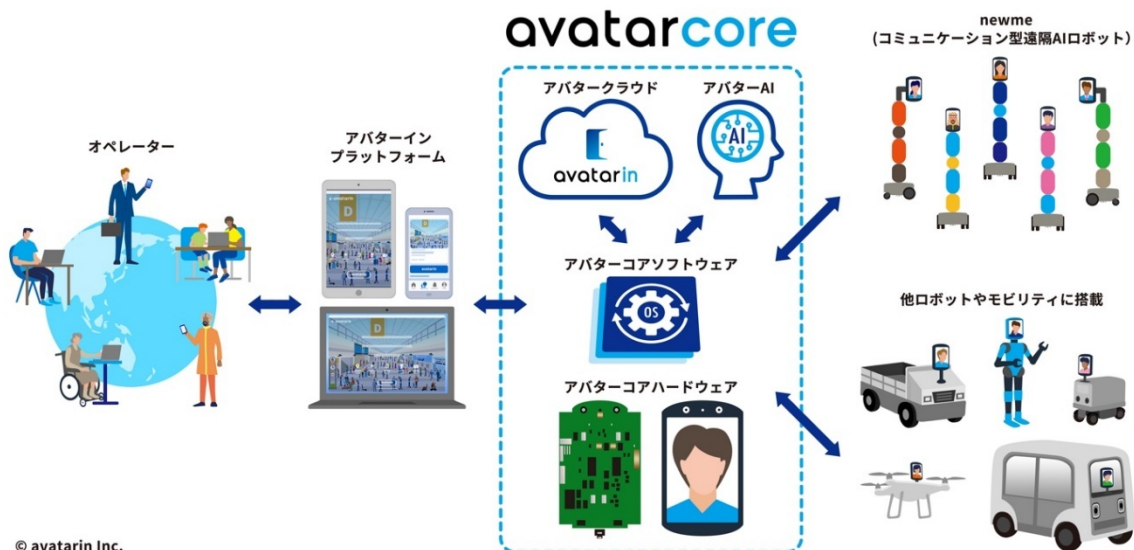 avatarcore
newme
(コミュニケーション型遠隔AIロボット)
アバタークラウド
アバターAI
AI
avatarin
オペレーター
アバターイン
プラットフォーム
avatarin
D
アバターコアソフトウェア
OS
他ロボットやモビリティに搭載
D
アバターコアハードウェア
© avatarin Inc.